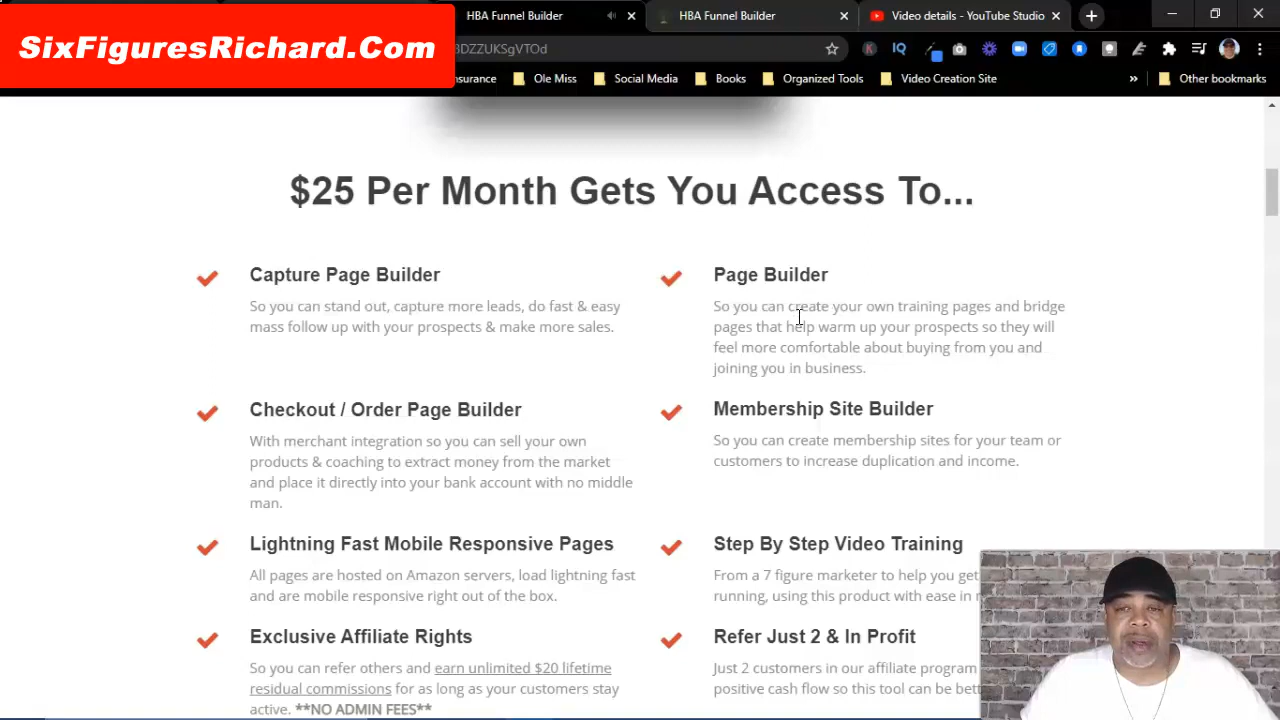 HBA Funnel Builder
HBA Funnel Builder
Video details - YouTube Studio
SixFiguresRichard.Com
3DZZUKSgVTOd
IQ
surance
Ole Miss
Social Media
Books
Organized Tools
Video Creation Site
»
Other bookmarks
$25 Per Month Gets You Access To...
Capture Page Builder
So you can stand out, capture more leads, do fast & easy
mass follow up with your prospects & make more sales.
Page Builder
So you can create your own training pages and bridge
pages that help warm up your prospects so they will
feel more comfortable about buying from you and
joining you in business.
Checkout / Order Page Builder
With merchant integration so you can sell your own
products & coaching to extract money from the market
and place it directly into your bank account with no middle
man.
Membership Site Builder
So you can create membership sites for your team or
customers to increase duplication and income.
Lightning Fast Mobile Responsive Pages
All pages are hosted on Amazon servers, load lightning fast
and are mobile responsive right out of the box.
Step By Step Video Training
From a 7 figure marketer to help you get
running, using this product with ease in
Exclusive Affiliate Rights
So you can refer others and earn unlimited $20 lifetime
residual commissions for as long as your customers stay
active. **NO ADMIN FEES**
Refer Just 2 & In Profit
Just 2 customers in our affiliate program
positive cash flow so this tool can be